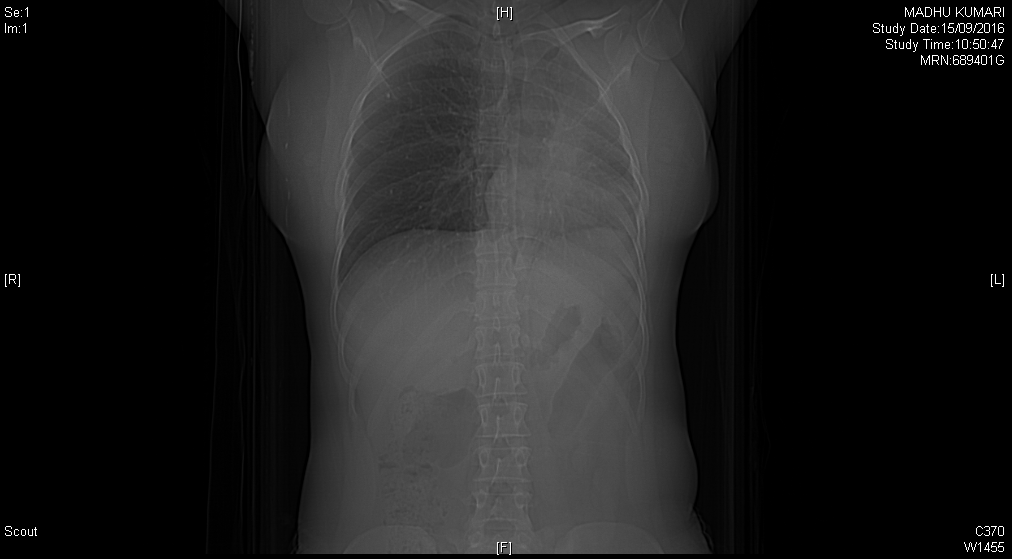 Se:1
Im:1
[H]
MADHU KUMARI
Study Date:15/09/2016
Study Time:10:50:47
MRN:689401G
[R]
[L]
Scout
[F]
C370
W1455